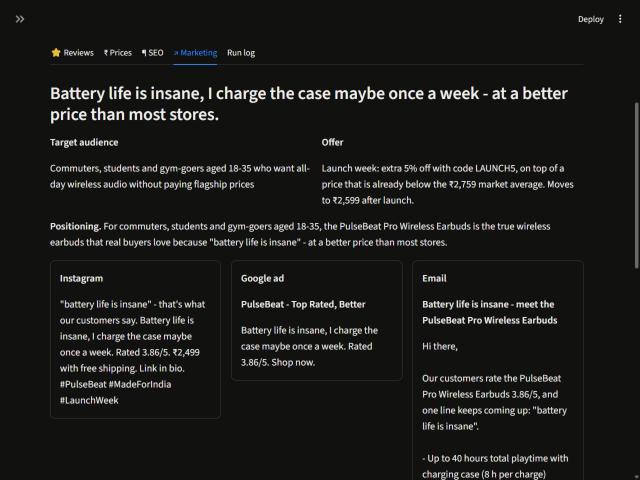 Deploy
⭐ Reviews
₹ Prices
¶ SEO
» Marketing
Run log
Battery life is insane, I charge the case maybe once a week - at a better
price than most stores.
Target audience
Commuters, students and gym-goers aged 18-35 who want all-
day wireless audio without paying flagship prices
Offer
Launch week: extra 5% off with code LAUNCH5, on top of a
price that is already below the ₹2,759 market average. Moves
to ₹2,599 after launch.
Positioning. For commuters, students and gym-goers aged 18-35, the PulseBeat Pro Wireless Earbuds is the true wireless
earbuds that real buyers love because "battery life is insane" - at a better price than most stores.
Instagram
"battery life is insane" - that's what
our customers say. Battery life is
insane, I charge the case maybe
once a week. Rated 3.86/5. ₹2,499
with free shipping. Link in bio.
#PulseBeat #MadeForIndia
#LaunchWeek
Google ad
PulseBeat - Top Rated, Better
Battery life is insane, I charge the
case maybe once a week. Rated
3.86/5. Shop now.
Email
Battery life is insane - meet the
PulseBeat Pro Wireless Earbuds
Hi there,
Our customers rate the PulseBeat
Pro Wireless Earbuds 3.86/5, and
one line keeps coming up: "battery
life is insane".
- Up to 40 hours total playtime with
charging case (8 h per charge)